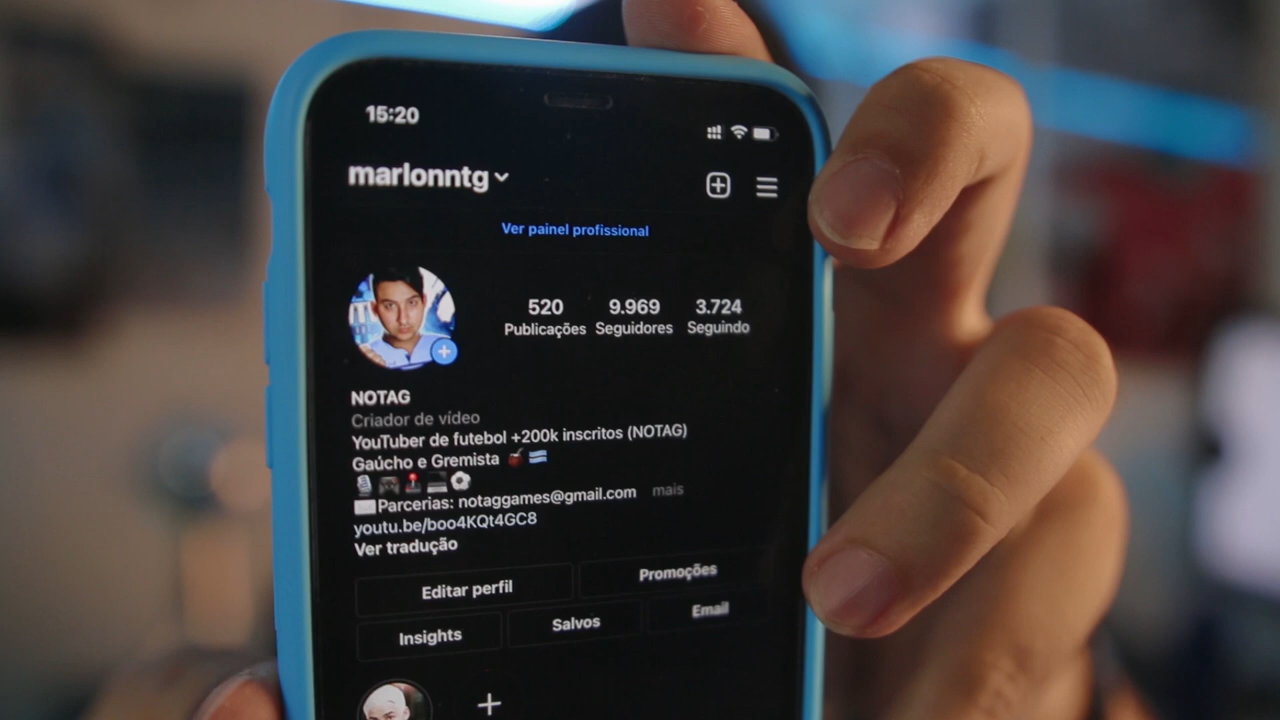 15:20
marlonntg
Ver painel profissional
520 9.969 3.724
Publicações Seguidores Seguindo
NOTAG
Criador de vídeo
YouTuber de futebol +200k inscritos (NOTAG)
Gaúcho e Gremista
Parcerias: notaggames@gmail.com mais
youtu.be/boo4KQt4GC8
Ver tradução
Editar perfil Promoções
Insights Salvos Email